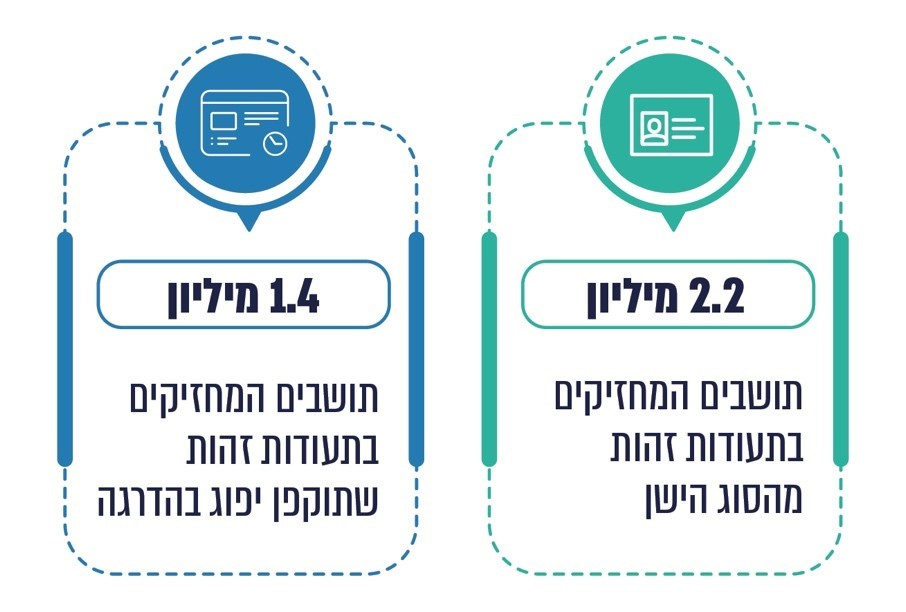 2.2 מיליון
תושבים המחזיקים
בתעודות זהות
מהסוג הישן
1.4 מיליון
תושבים המחזיקים
בתעודות זהות
שתוקפן יפוג בהדרגה